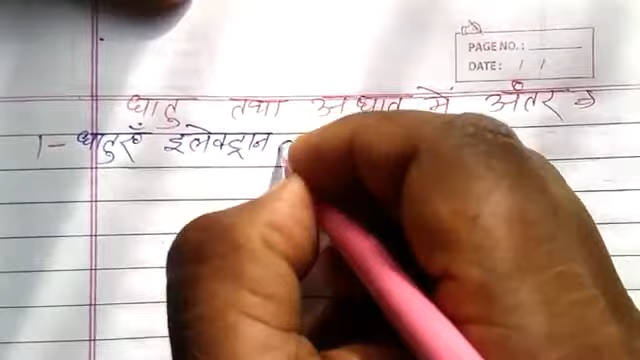 PAGE NO. :
DATE : / /
धातु तथा अधातु में अंतर
1- धातुएँ इलेक्ट्रान